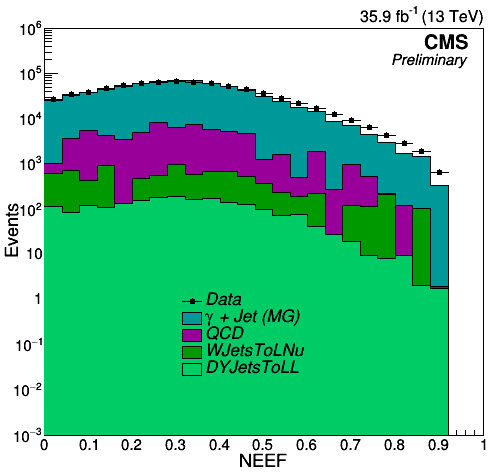 35.9 fb⁻¹ (13 TeV)
CMS
Preliminary
10⁶
10⁵
10⁴
10³
10²
10
1
10⁻¹
10⁻²
10⁻³
Events
Data
γ + Jet (MG)
QCD
WJetsToLNu
DYJetsToLL
0 0.1 0.2 0.3 0.4 0.5 0.6 0.7 0.8 0.9 1
NEEF